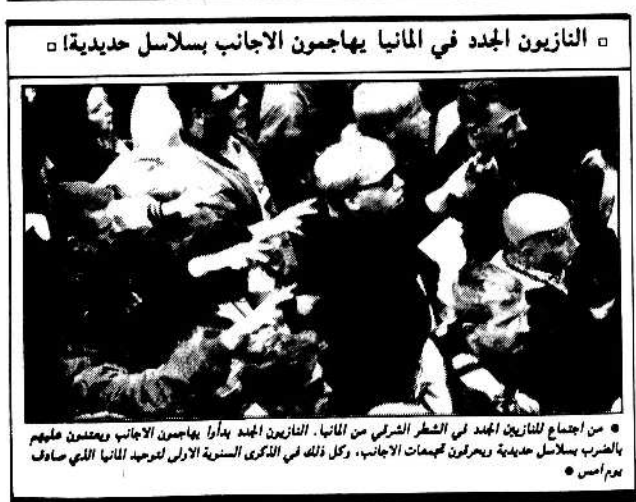 ▫ النازيون الجدد في المانيا يهاجمون الاجانب بسلاسل حديدية! ▫
● من اجتماع للنازيين الجدد في الشطر الشرقي من المانيا. النازيون الجدد بدأوا يهاجمون الاجانب ويعتدون عليهم
بالضرب بسلاسل حديدية ويحرقون تجمعات الاجانب، وكل ذلك في الذكرى السنوية الاولى لتوحيد المانيا الذي صادف
يوم امس ●